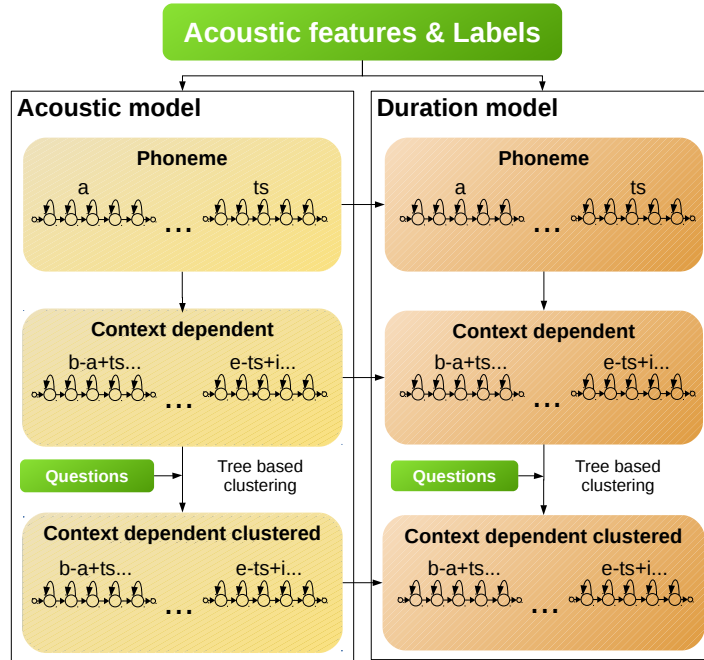 Acoustic features & Labels
Acoustic model
Phoneme
a
ts
...
Context dependent
b-a+ts...
e-ts+i...
...
Questions
Tree based
clustering
Context dependent clustered
b-a+ts...
e-ts+i...
...
Duration model
Phoneme
a
ts
...
Context dependent
b-a+ts...
e-ts+i...
...
Questions
Tree based
clustering
Context dependent clustered
b-a+ts...
e-ts+i...
...